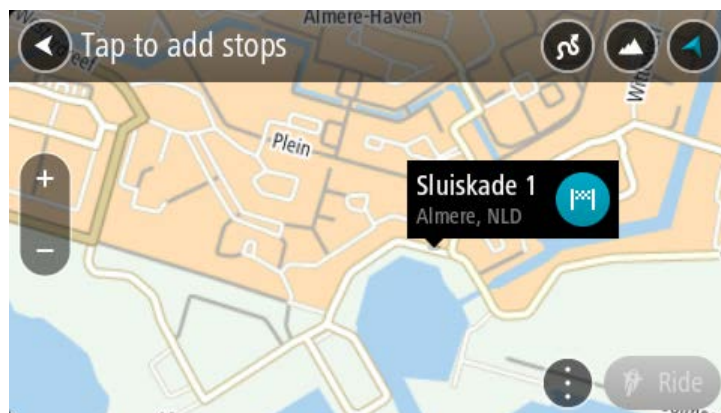 Almere-Haven
Tap to add stops
Plein
Sluiskade 1
Almere, NLD
+
−
Ride